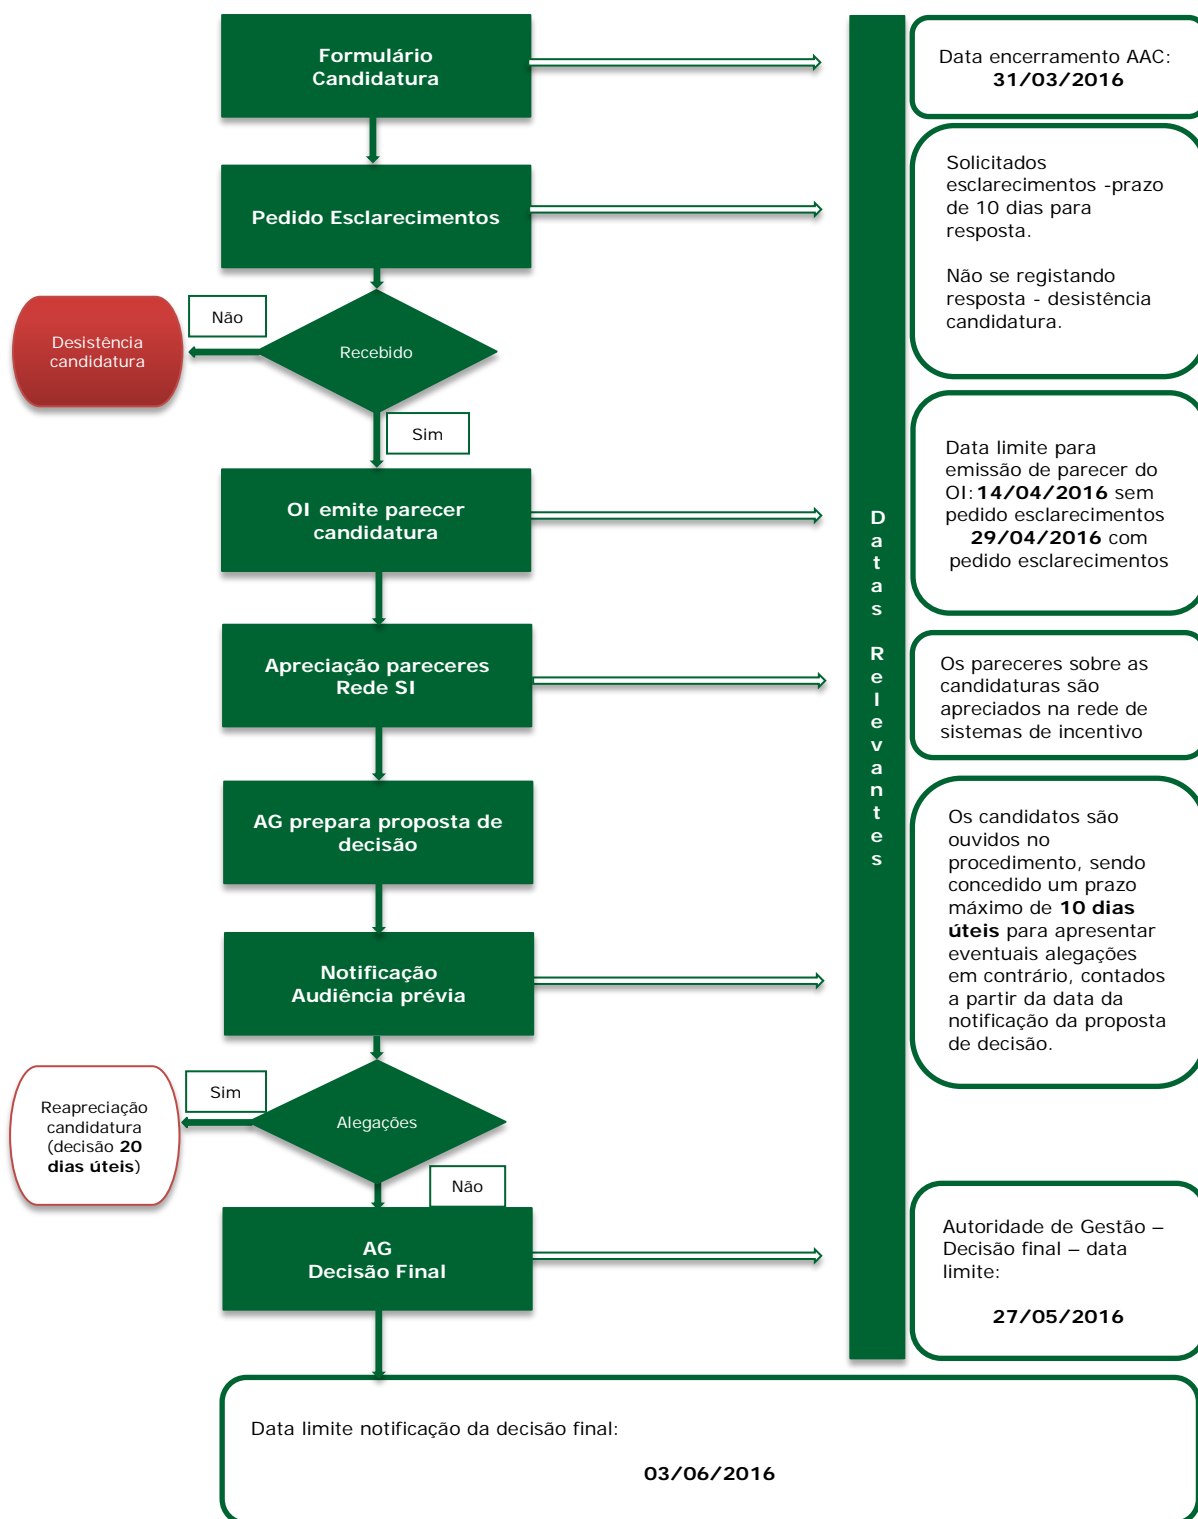 Formulário
Candidatura
Data encerramento AAC:
31/03/2016
Pedido Esclarecimentos
Solicitados
esclarecimentos -prazo
de 10 dias para
resposta.
Não se registando
resposta - desistência
candidatura.
Não
Desistência
candidatura
Recebido
Sim
OI emite parecer
candidatura
Data limite para
emissão de parecer do
OI: 14/04/2016 sem
pedido esclarecimentos
29/04/2016 com
pedido esclarecimentos
Datas Relevantes
Apreciação pareceres
Rede SI
Os pareceres sobre as
candidaturas são
apreciados na rede de
sistemas de incentivo
AG prepara proposta de
decisão
Os candidatos são
ouvidos no
procedimento, sendo
concedido um prazo
máximo de 10 dias
úteis para apresentar
eventuais alegações
em contrário, contados
a partir da data da
notificação da proposta
de decisão.
Notificação
Audiência prévia
Sim
Reapreciação
candidatura
(decisão 20
dias úteis)
Alegações
Não
AG
Decisão Final
Autoridade de Gestão –
Decisão final – data
limite:
27/05/2016
Data limite notificação da decisão final:
03/06/2016